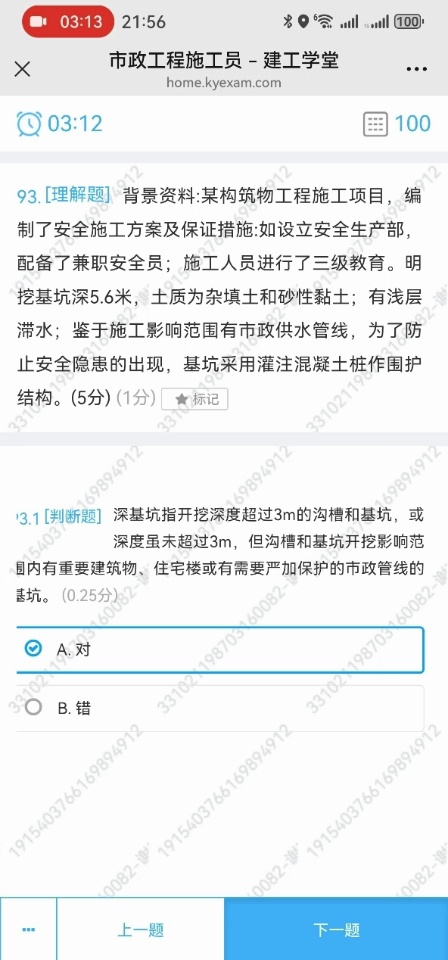 03:13 21:56 6 100
市政工程施工员 - 建工学堂
home.kyexam.com
03:12 100
93. [理解题] 背景资料:某构筑物工程施工项目，编
制了安全施工方案及保证措施:如设立安全生产部，
配备了兼职安全员；施工人员进行了三级教育。明
挖基坑深5.6米，土质为杂填土和砂性黏土；有浅层
滞水；鉴于施工影响范围有市政供水管线，为了防
止安全隐患的出现，基坑采用灌注混凝土桩作围护
结构。(5分) (1分) 标记
3.1 [判断题] 深基坑指开挖深度超过3m的沟槽和基坑，或
深度虽未超过3m，但沟槽和基坑开挖影响范
围内有重要建筑物、住宅楼或有需要严加保护的市政管线的
基坑。 (0.25分)
A. 对
B. 错
上一题 下一题